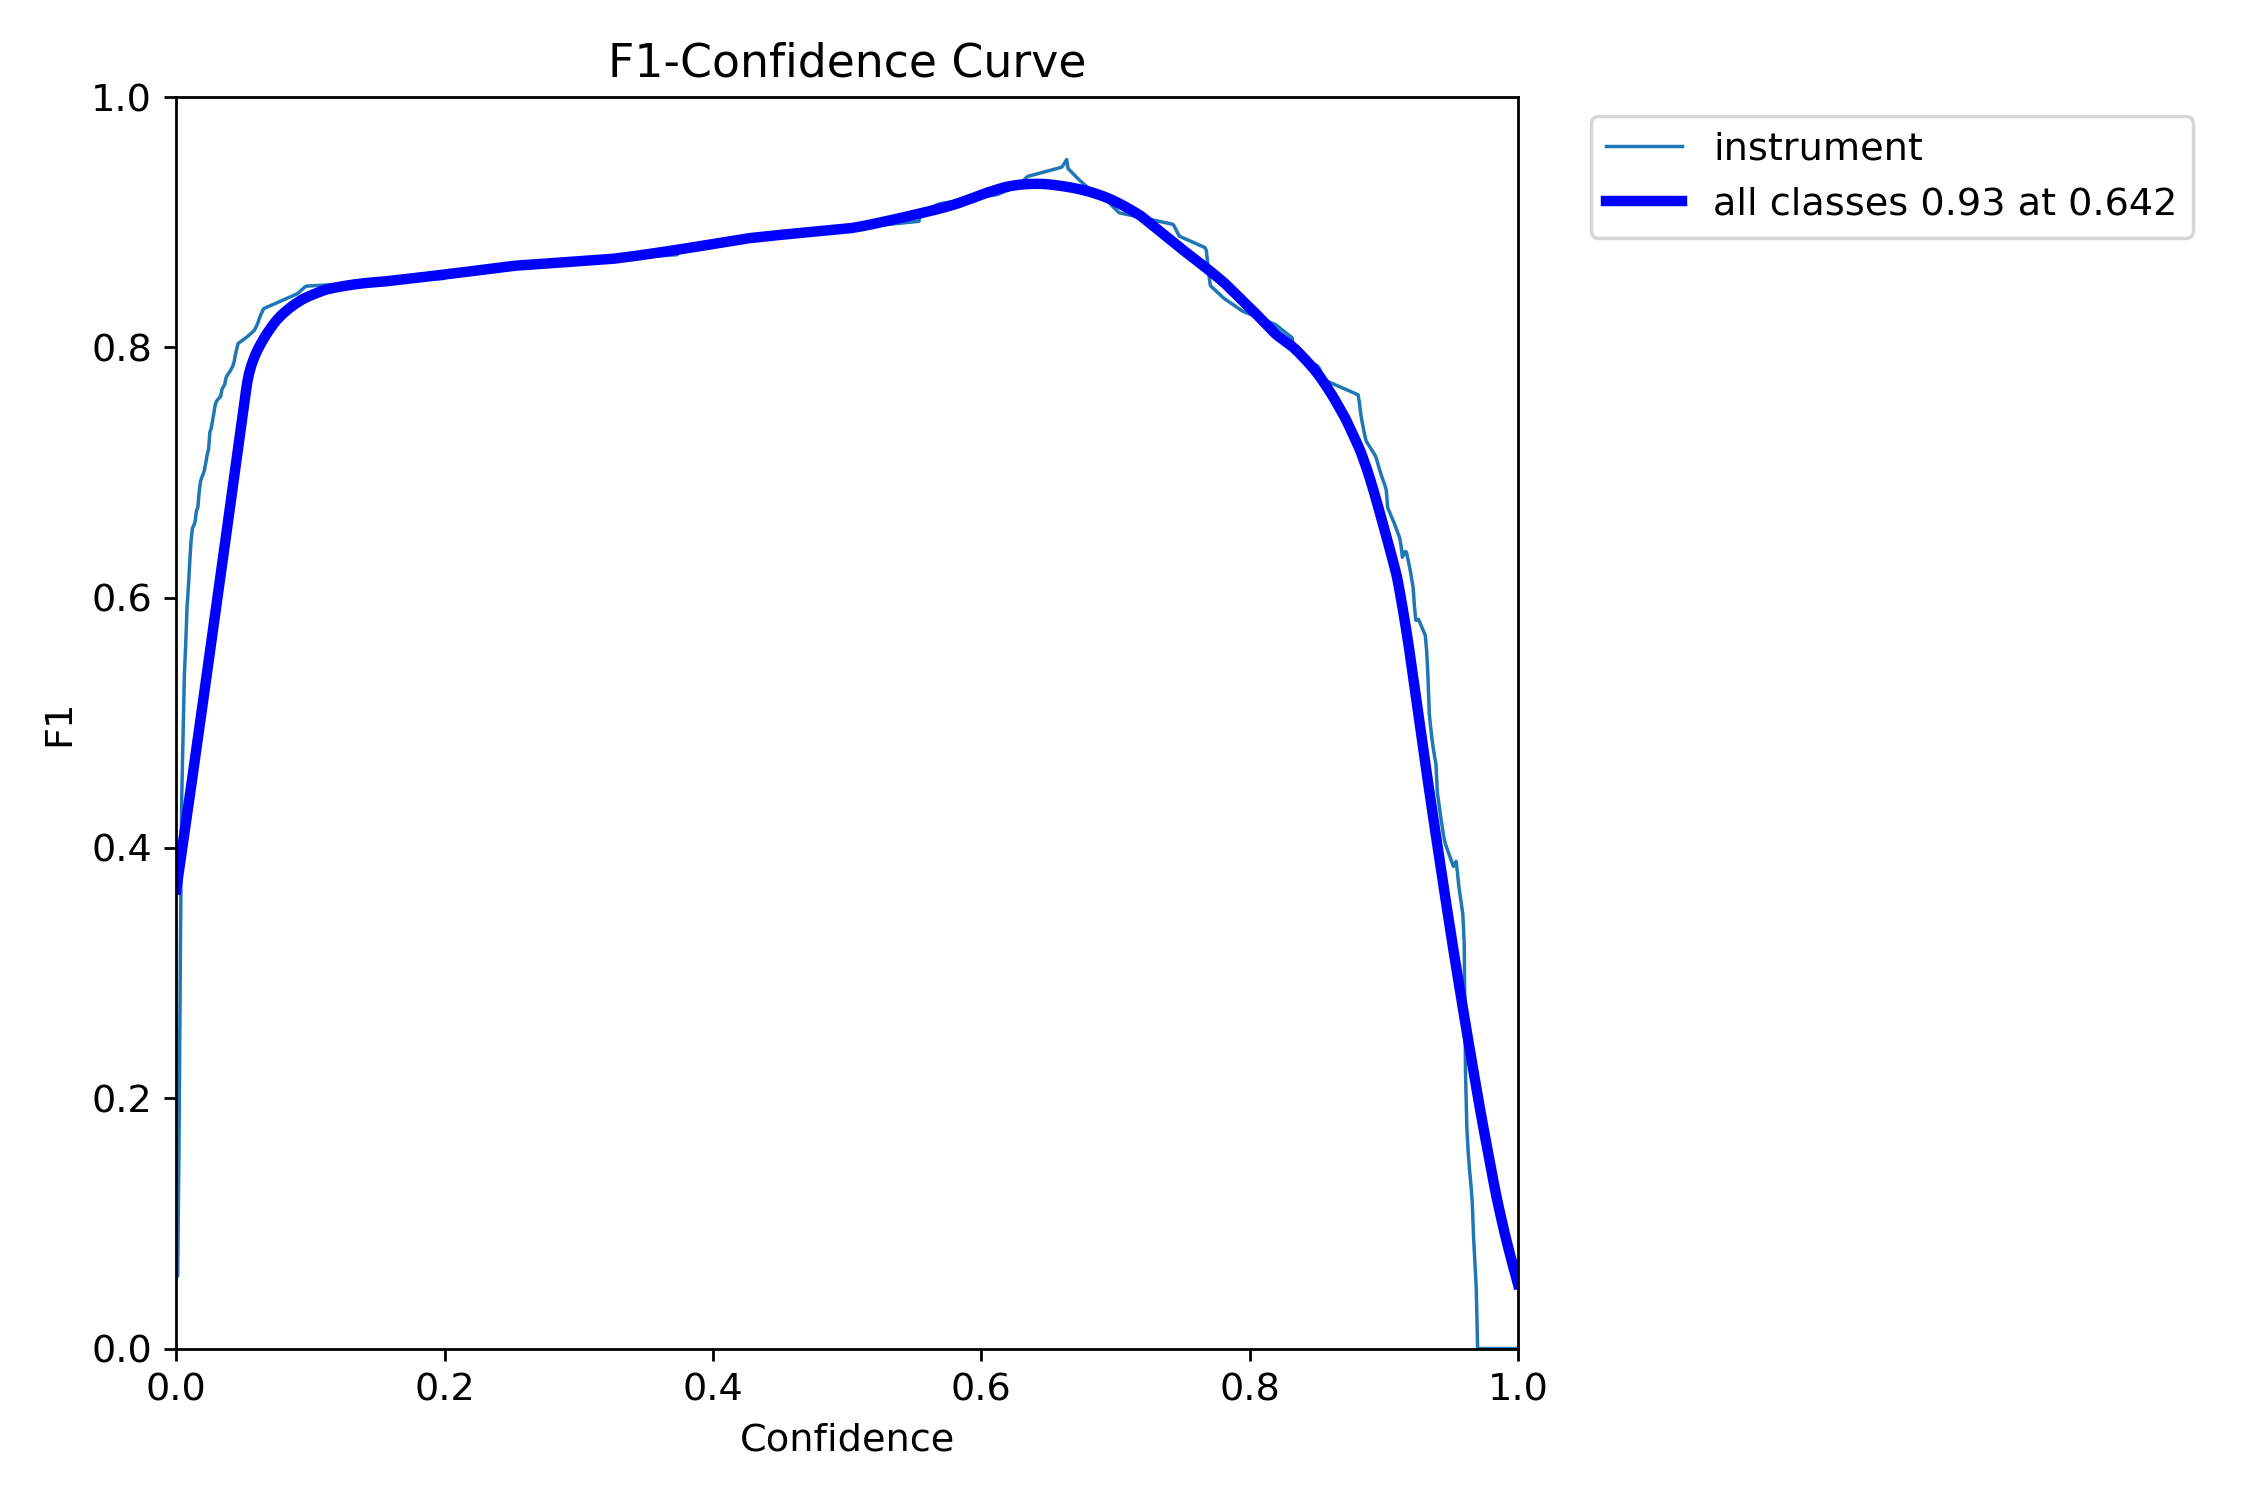 F1-Confidence Curve
instrument
all classes 0.93 at 0.642
1.0
0.8
0.6
0.4
0.2
0.0
F1
0.0 0.2 0.4 0.6 0.8 1.0
Confidence